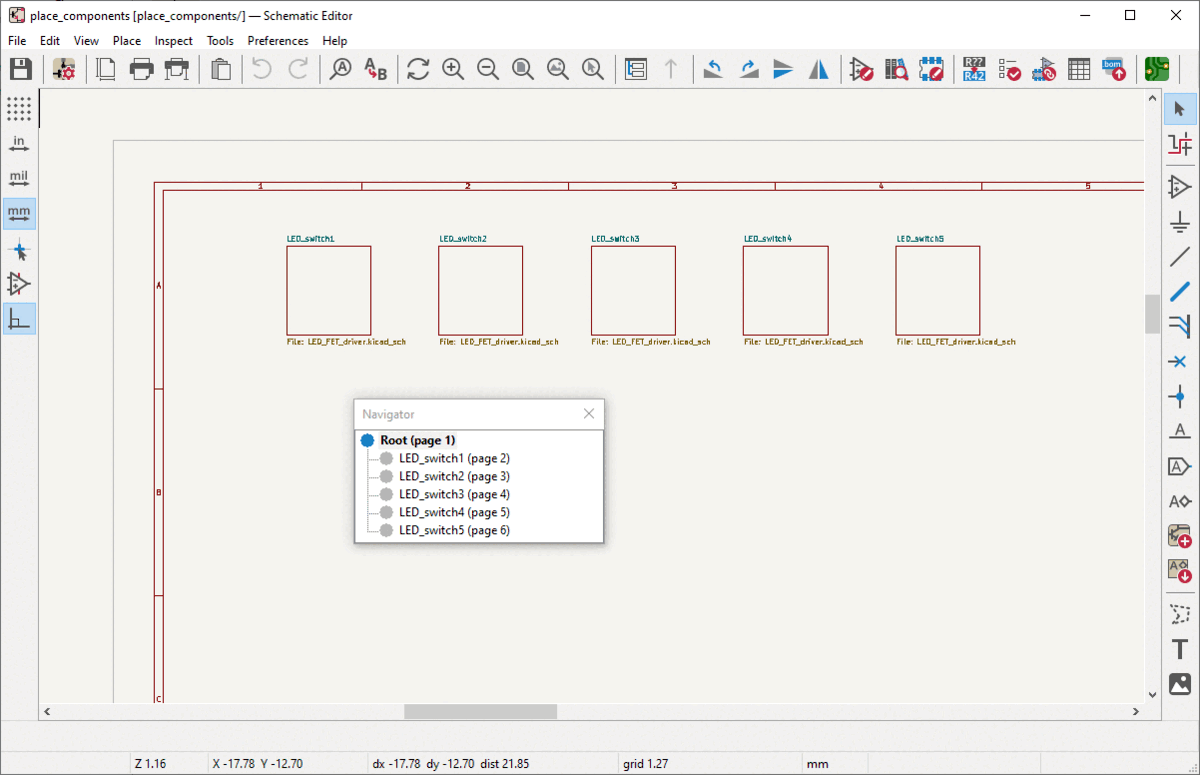 place_components [place_components/] — Schematic Editor
File Edit View Place Inspect Tools Preferences Help
A
A B
R?? R42
bom
in
mil
mm
1 2 3 4 5
LED_switch1 LED_switch2 LED_switch3 LED_switch4 LED_switch5
A
File: LED_FET_driver.kicad_sch File: LED_FET_driver.kicad_sch File: LED_FET_driver.kicad_sch File: LED_FET_driver.kicad_sch File: LED_FET_driver.kicad_sch
Navigator
Root (page 1)
LED_switch1 (page 2)
LED_switch2 (page 3)
LED_switch3 (page 4)
LED_switch4 (page 5)
LED_switch5 (page 6)
B
C
A
A
A
A
T
Z 1.16 X -17.78 Y -12.70 dx -17.78 dy -12.70 dist 21.85 grid 1.27 mm